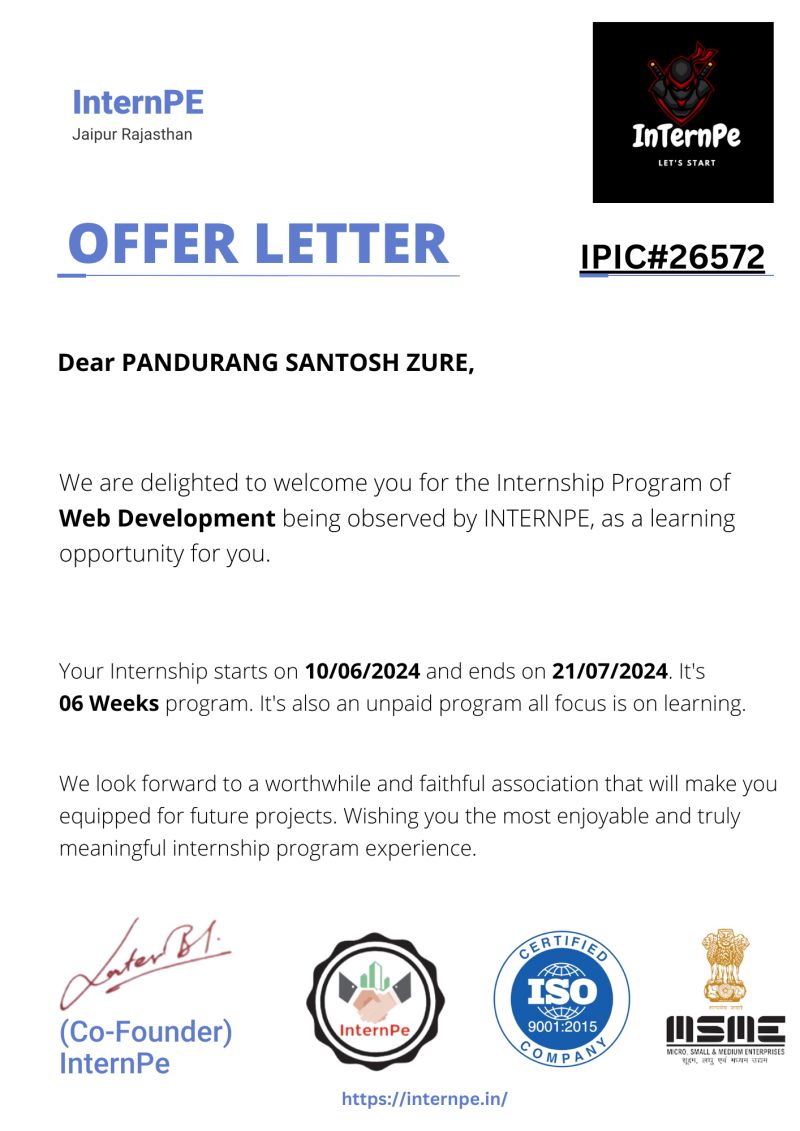 InternPE
Jaipur Rajasthan
InTernPe
LET'S START
OFFER LETTER
IPIC#26572
Dear PANDURANG SANTOSH ZURE,
We are delighted to welcome you for the Internship Program of
Web Development being observed by INTERNPE, as a learning
opportunity for you.
Your Internship starts on 10/06/2024 and ends on 21/07/2024. It's
06 Weeks program. It's also an unpaid program all focus is on learning.
We look forward to a worthwhile and faithful association that will make you
equipped for future projects. Wishing you the most enjoyable and truly
meaningful internship program experience.
(Co-Founder)
InternPe
InternPe
CERTIFIED
ISO
9001:2015
COMPANY
सत्यमेव जयते
MSME
MICRO, SMALL & MEDIUM ENTERPRISES
सूक्ष्म, लघु एवं मध्यम उद्यम
https://internpe.in/